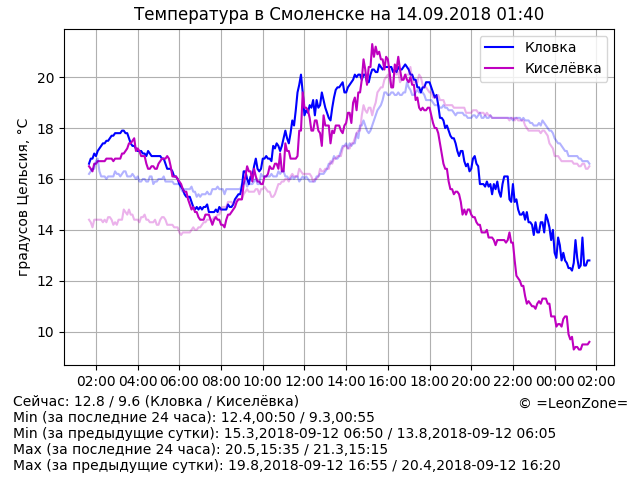 Температура в Смоленске на 14.09.2018 01:40
Кловка
Киселёвка
градусов Цельсия, °C
20
18
16
14
12
10
02:00 04:00 06:00 08:00 10:00 12:00 14:00 16:00 18:00 20:00 22:00 00:00 02:00
Сейчас: 12.8 / 9.6 (Кловка / Киселёвка)
© =LeonZone=
Min (за последние 24 часа): 12.4,00:50 / 9.3,00:55
Min (за предыдущие сутки): 15.3,2018-09-12 06:50 / 13.8,2018-09-12 06:05
Max (за последние 24 часа): 20.5,15:35 / 21.3,15:15
Max (за предыдущие сутки): 19.8,2018-09-12 16:55 / 20.4,2018-09-12 16:20